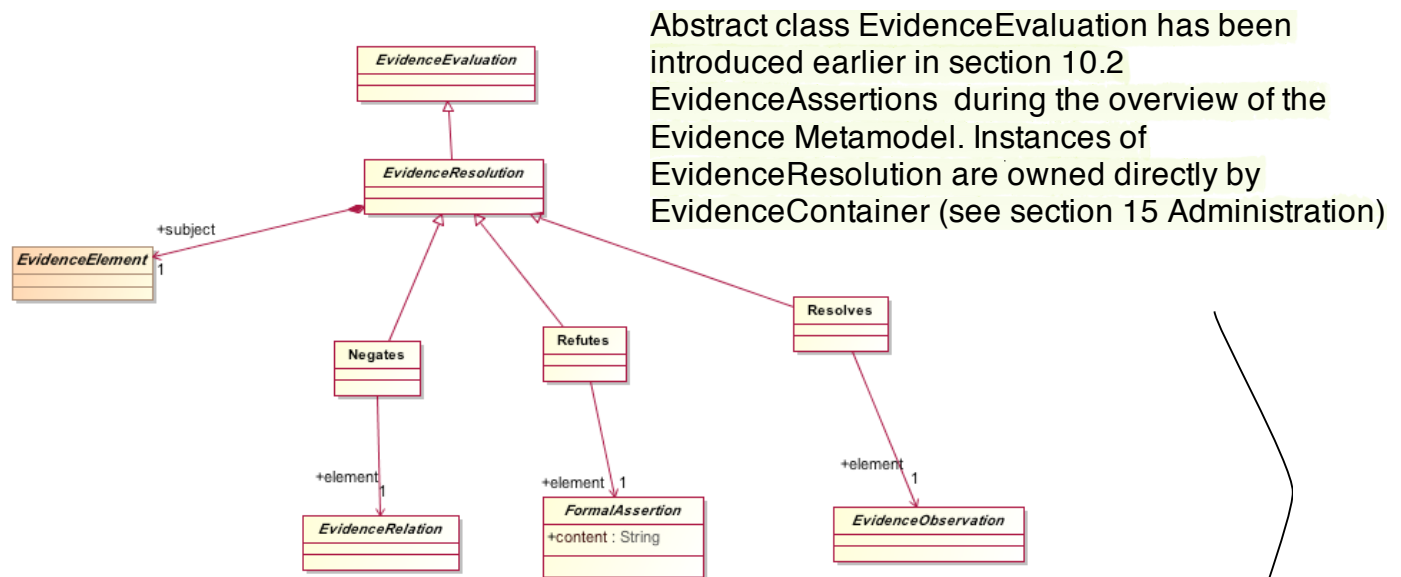 Abstract class EvidenceEvaluation has been
introduced earlier in section 10.2
EvidenceAssertions during the overview of the
Evidence Metamodel. Instances of
EvidenceResolution are owned directly by
EvidenceContainer (see section 15 Administration)
EvidenceEvaluation
EvidenceResolution
+subject
1
EvidenceElement
Negates
Refutes
Resolves
+element
1
+element
1
+element
1
EvidenceRelation
FormalAssertion
+content : String
EvidenceObservation